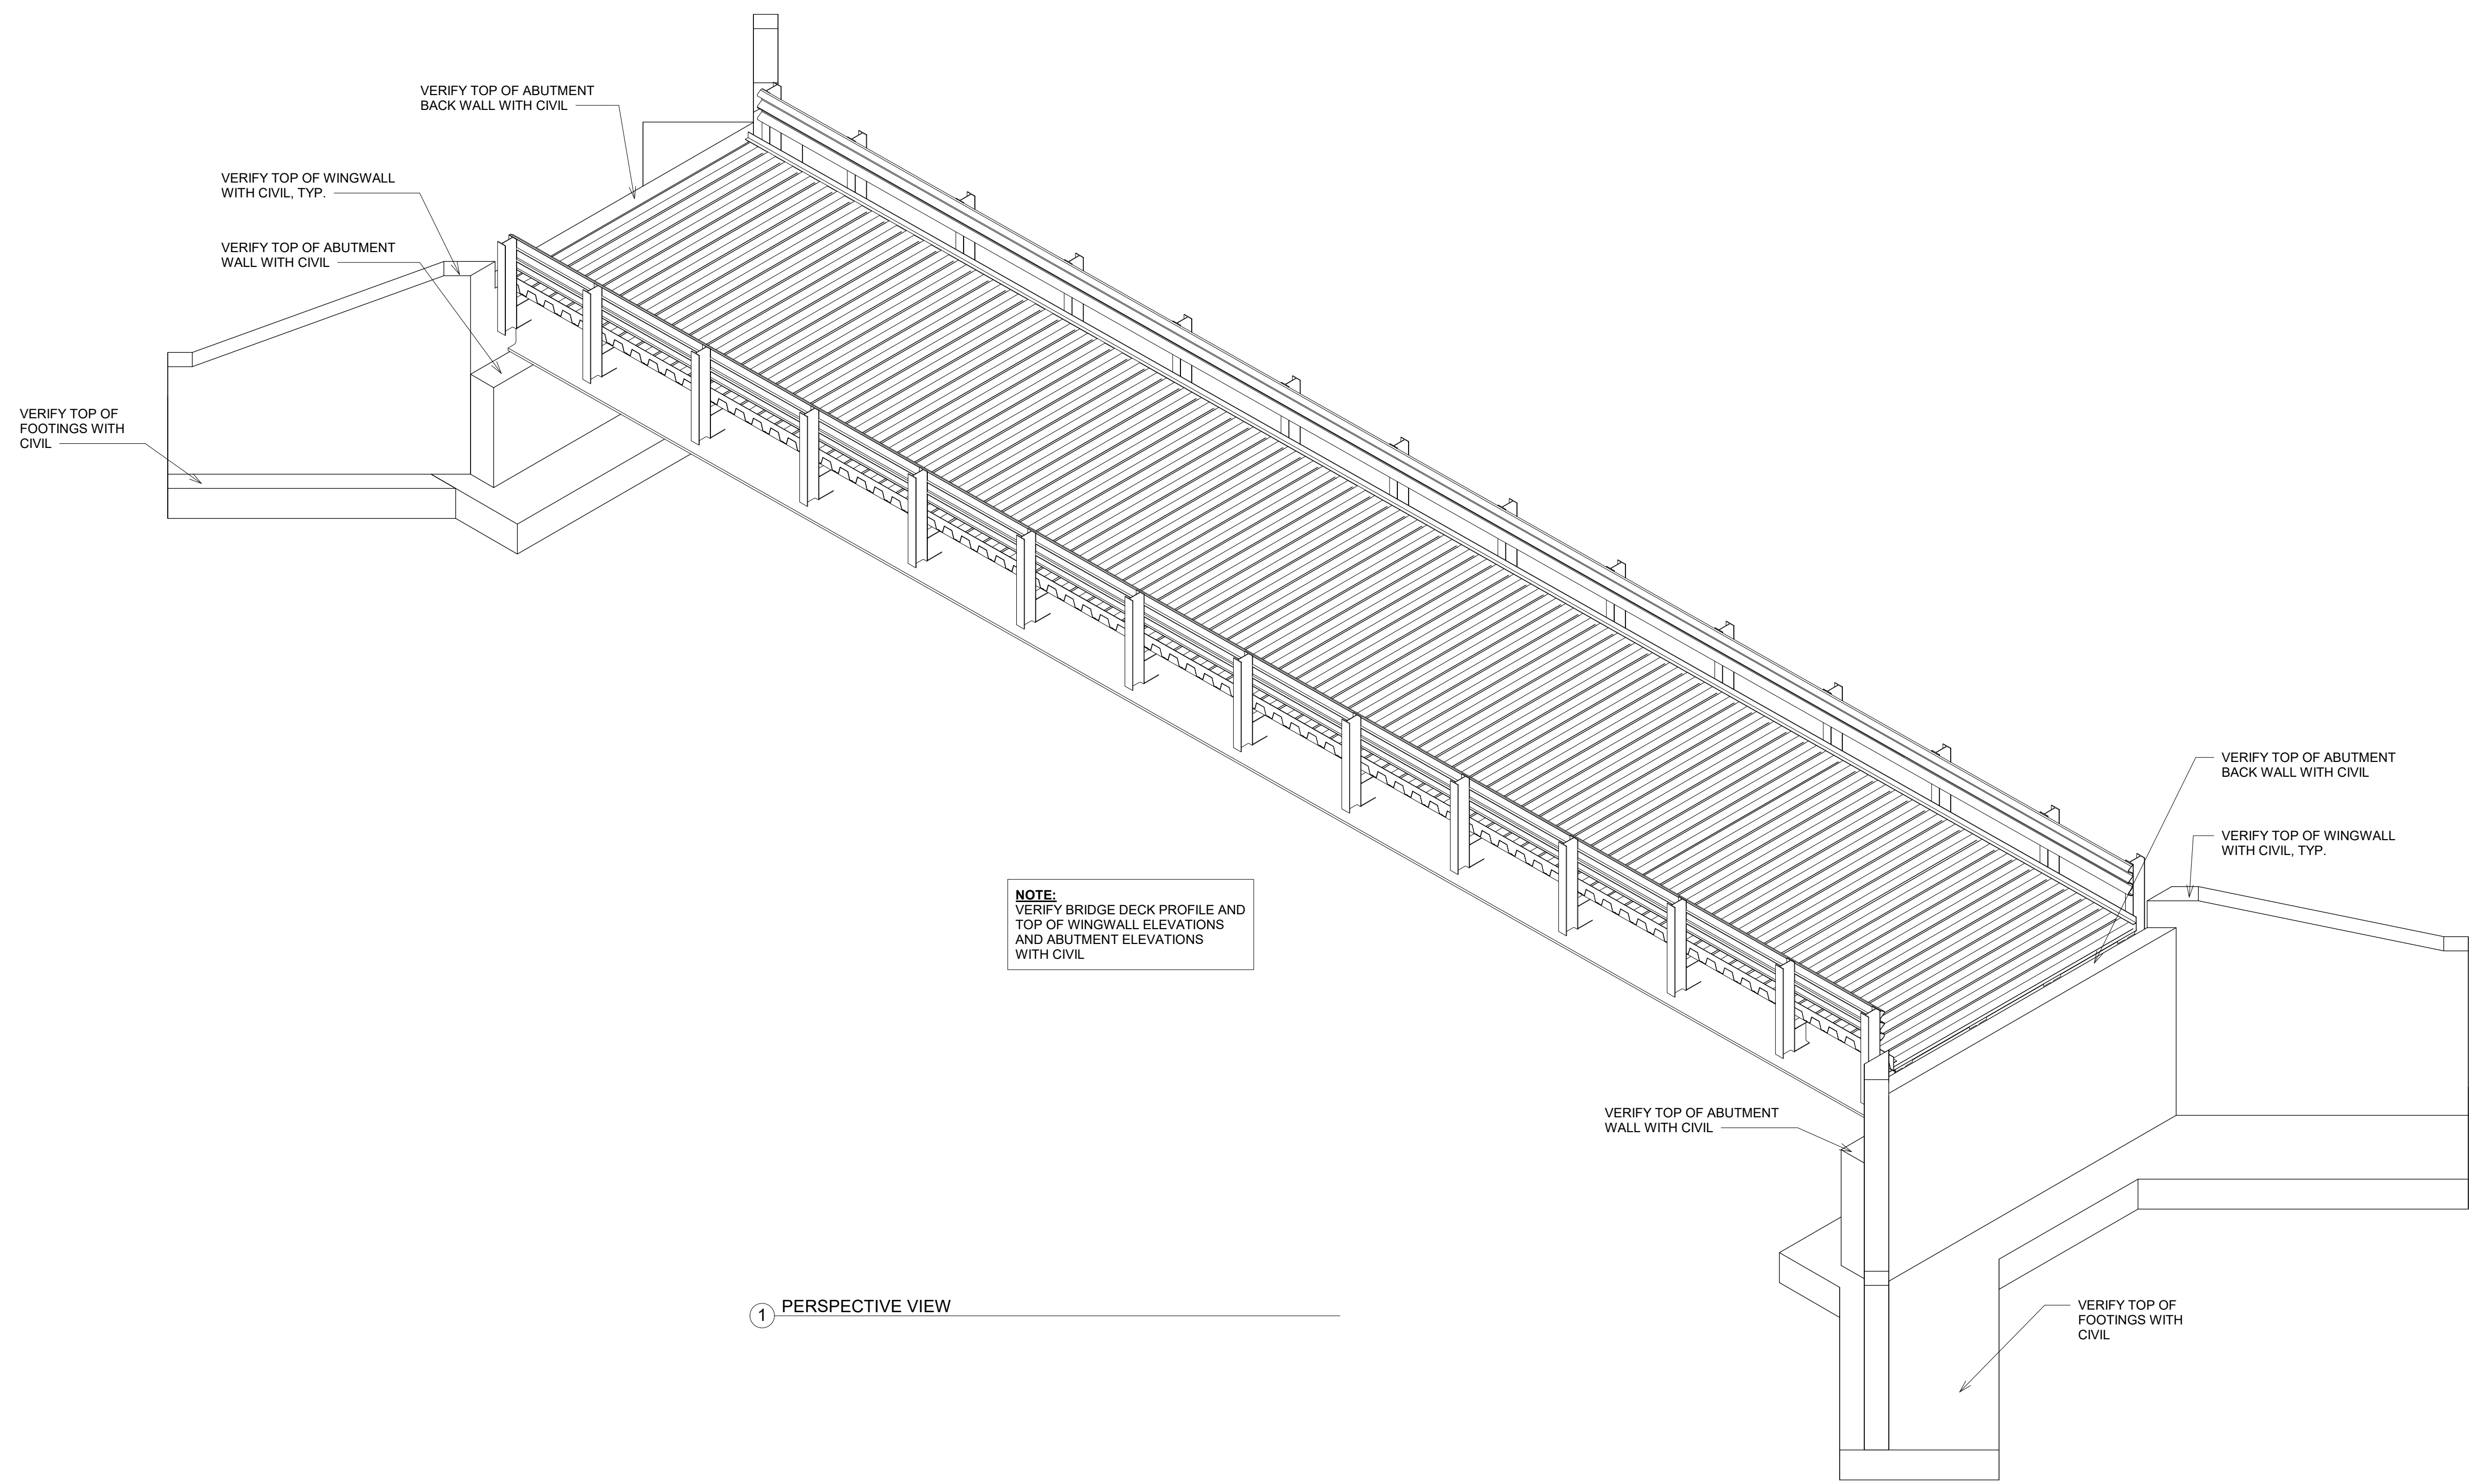 VERIFY TOP OF ABUTMENT
BACK WALL WITH CIVIL
VERIFY TOP OF WINGWALL
WITH CIVIL, TYP.
VERIFY TOP OF ABUTMENT
WALL WITH CIVIL
VERIFY TOP OF
FOOTINGS WITH
CIVIL
VERIFY TOP OF ABUTMENT
BACK WALL WITH CIVIL
VERIFY TOP OF WINGWALL
WITH CIVIL, TYP.
NOTE:
VERIFY BRIDGE DECK PROFILE AND
TOP OF WINGWALL ELEVATIONS
AND ABUTMENT ELEVATIONS
WITH CIVIL
VERIFY TOP OF ABUTMENT
WALL WITH CIVIL
1 PERSPECTIVE VIEW
VERIFY TOP OF
FOOTINGS WITH
CIVIL